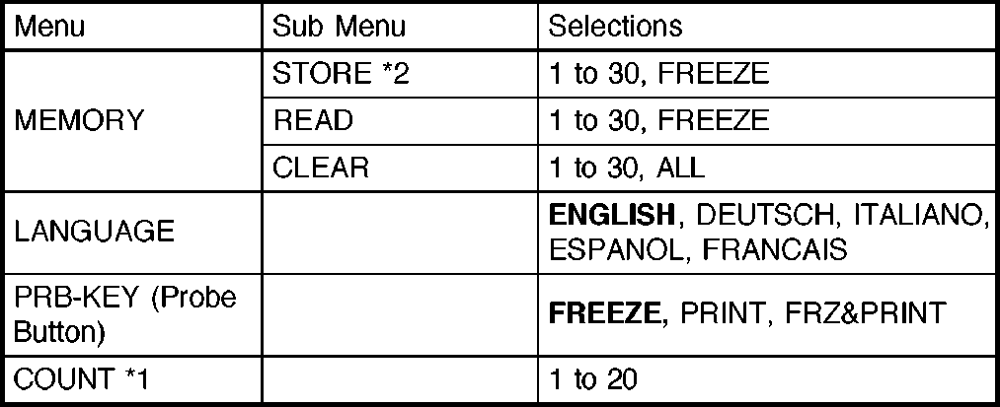 Menu Sub Menu Selections
STORE *2 1 to 30, FREEZE
MEMORY READ 1 to 30, FREEZE
CLEAR 1 to 30, ALL
LANGUAGE ENGLISH, DEUTSCH, ITALIANO,
ESPANOL, FRANCAIS
PRB-KEY (Probe
Button) FREEZE, PRINT, FRZ&PRINT
COUNT *1 1 to 20